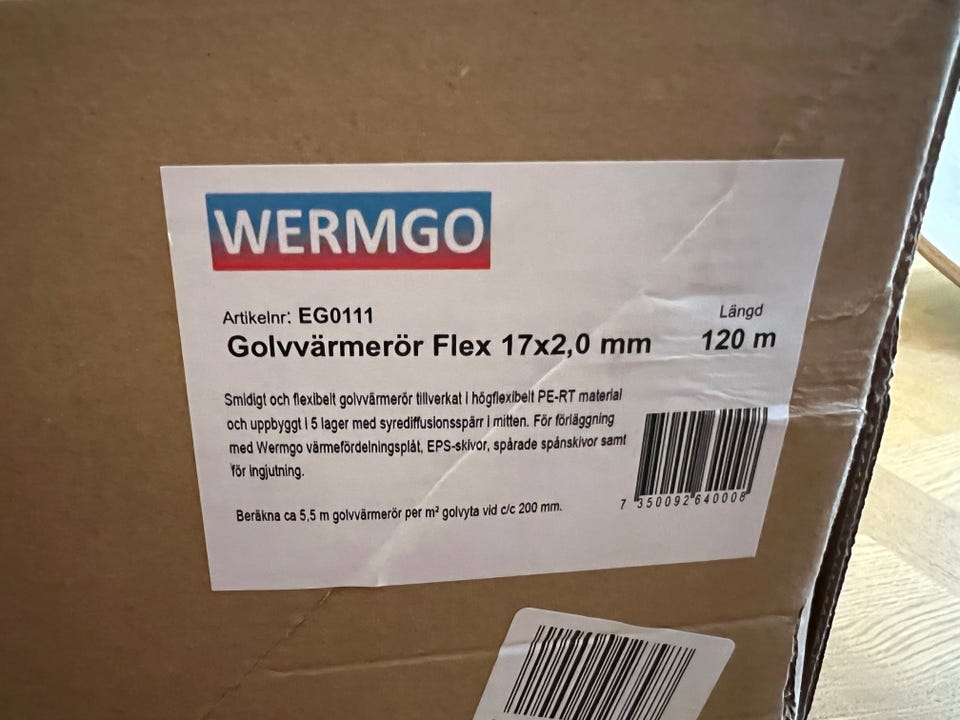 WERMGO
Artikelnr: EG0111
Golvvärmerör Flex 17x2,0 mm
Längd
120 m
Smidigt och flexibelt golvvärmerör tillverkat i högflexibelt PE-RT material
och uppbyggt i 5 lager med syrediffusionsspärr i mitten. För förläggning
med Wermgo värmefördelningsplåt, EPS-skivor, spårade spånskivor samt
för ingjutning.
7 350092 640008
Beräkna ca 5,5 m golvvärmerör per m² golvyta vid c/c 200 mm.